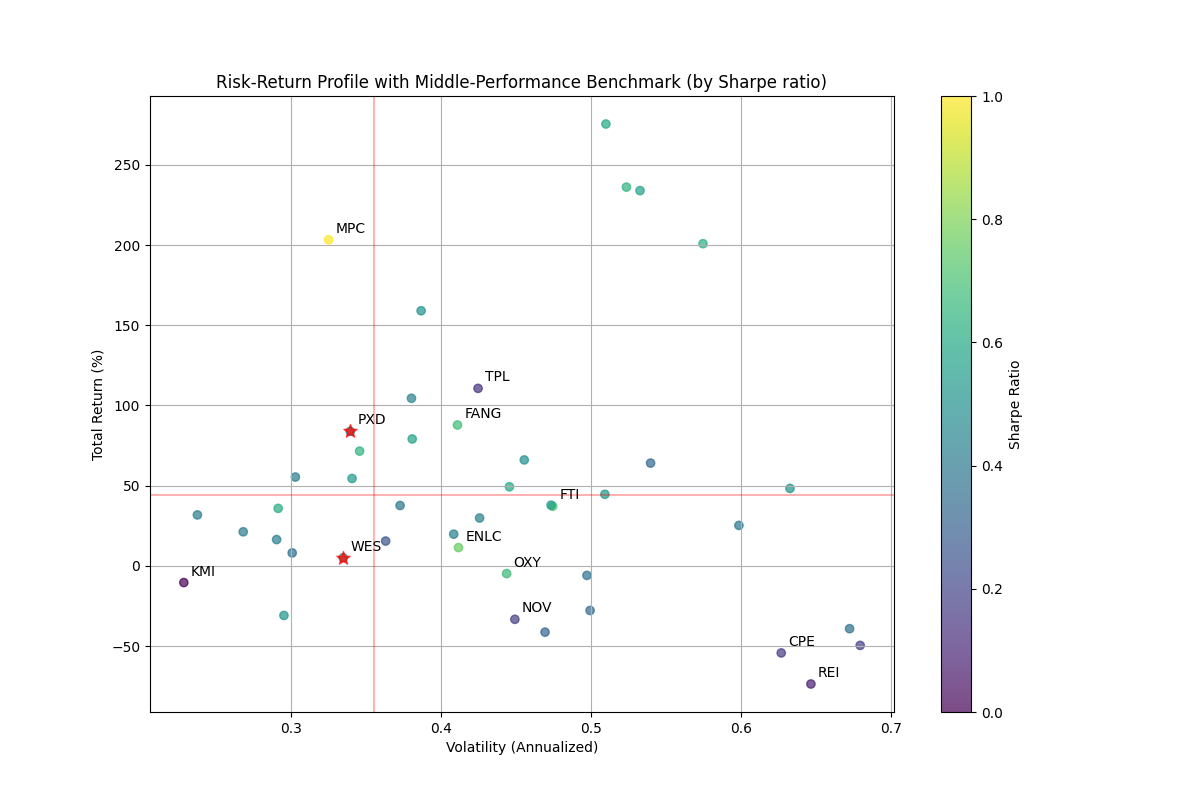 Risk-Return Profile with Middle-Performance Benchmark (by Sharpe ratio)
Total Return (%)
250
200
150
100
50
0
−50
MPC
TPL
FANG
PXD
FTI
ENLC
WES
OXY
KMI
NOV
CPE
REI
0.3 0.4 0.5 0.6 0.7
Volatility (Annualized)
1.0
0.8
0.6
0.4
0.2
0.0
Sharpe Ratio